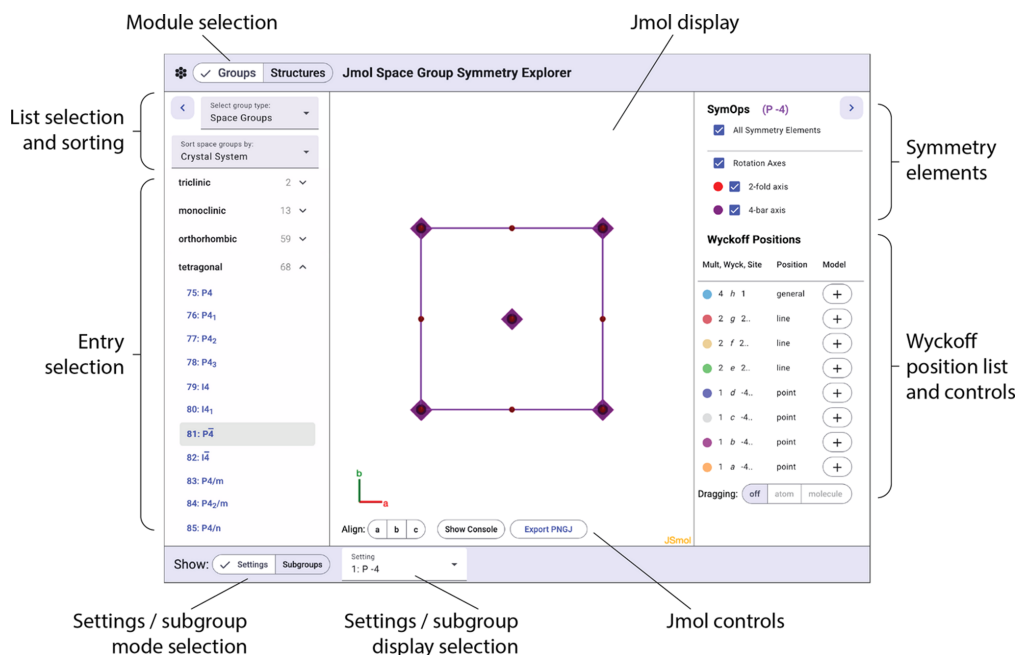 Module selection
Jmol display
Groups Structures Jmol Space Group Symmetry Explorer
List selection
and sorting
Select group type:
Space Groups
Sort space groups by:
Crystal System
triclinic 2
monoclinic 13
orthorhombic 59
tetragonal 68
Entry
selection
75: P4
76: P4₁
77: P4₂
78: P4₃
79: I4
80: I4₁
81: P4̅
82: I4̅
83: P4/m
84: P4₂/m
85: P4/n
b
a
Align: a b c Show Console Export PNGJ
JSmol
SymOps (P -4)
All Symmetry Elements
Rotation Axes
2-fold axis
4-bar axis
Symmetry
elements
Wyckoff Positions
Mult, Wyck, Site Position Model
4 h 1 general +
2 g 2.. line +
2 f 2.. line +
2 e 2.. line +
1 d -4.. point +
1 c -4.. point +
1 b -4.. point +
1 a -4.. point +
Dragging: off atom molecule
Wyckoff
position list
and controls
Show: Settings Subgroups
Setting
1: P -4
Settings / subgroup
mode selection
Settings / subgroup
display selection
Jmol controls